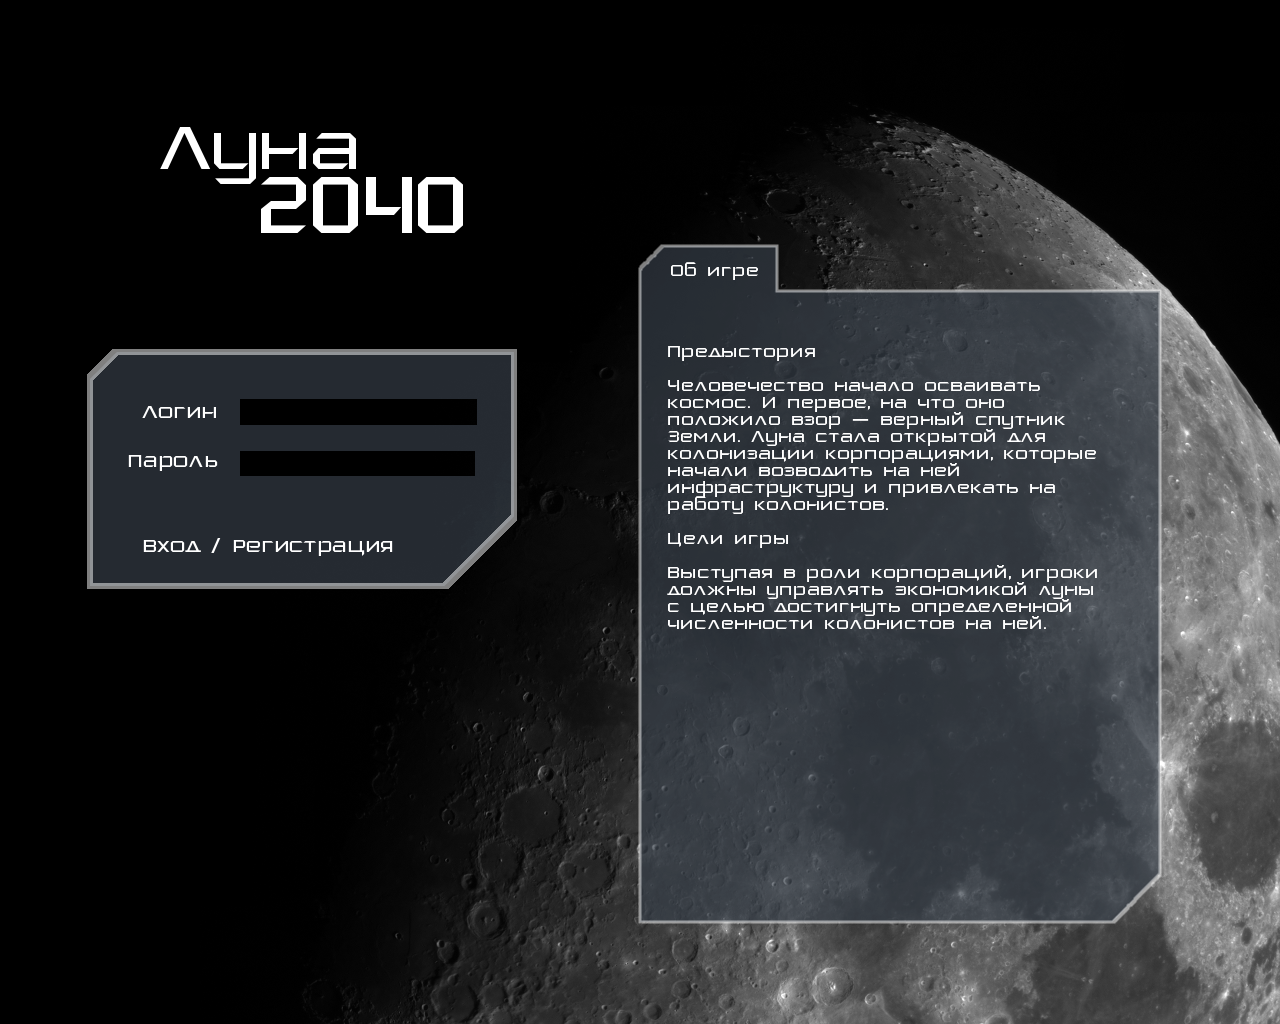 Луна
2040
Логин
Пароль
Вход / Регистрация
Об игре
Предыстория
Человечество начало осваивать
космос. И первое, на что оно
положило взор — верный спутник
Земли. Луна стала открытой для
колонизации корпорациями, которые
начали возводить на ней
инфраструктуру и привлекать на
работу колонистов.
Цели игры
Выступая в роли корпораций, игроки
должны управлять экономикой луны
с целью достигнуть определенной
численности колонистов на ней.